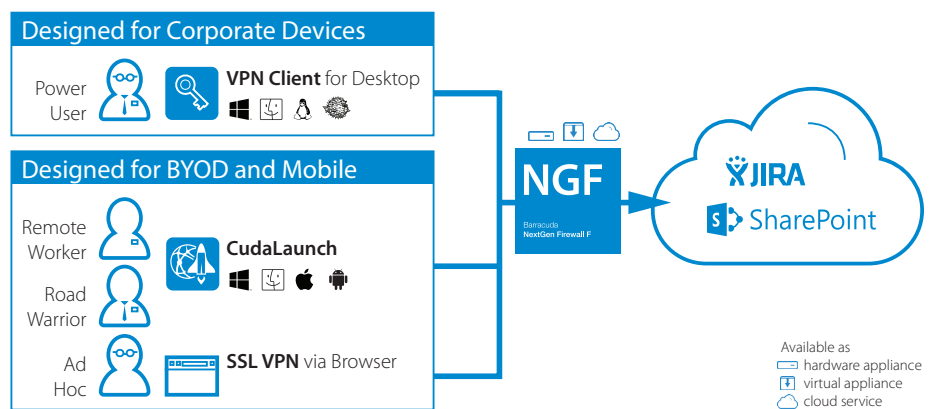 Designed for Corporate Devices
Power
User
VPN Client for Desktop
Designed for BYOD and Mobile
Remote
Worker
CudaLaunch
Road
Warrior
Ad
Hoc
SSL VPN via Browser
NGF
Barracuda
NextGen Firewall F
JIRA
S
SharePoint
Available as
hardware appliance
virtual appliance
cloud service